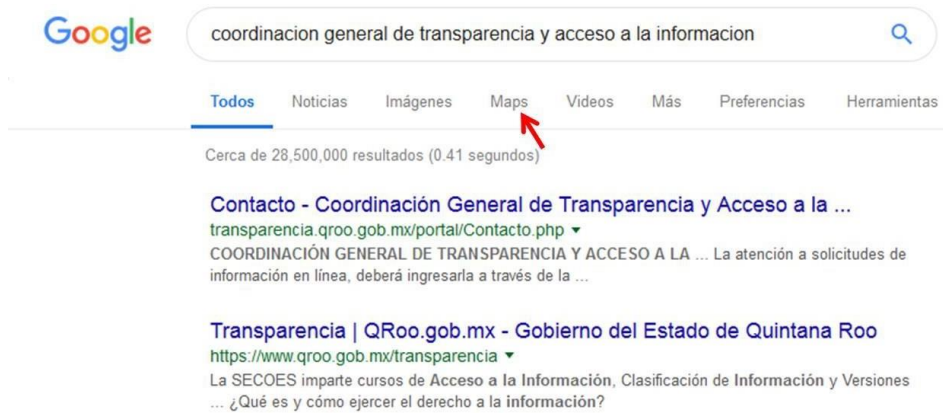 Google
coordinacion general de transparencia y acceso a la informacion
Todos Noticias Imágenes Maps Videos Más Preferencias Herramientas
Cerca de 28,500,000 resultados (0.41 segundos)
Contacto - Coordinación General de Transparencia y Acceso a la ...
transparencia.qroo.gob.mx/portal/Contacto.php
COORDINACIÓN GENERAL DE TRANSPARENCIA Y ACCESO A LA ... La atención a solicitudes de
información en línea, deberá ingresarla a través de la ...
Transparencia | QRoo.gob.mx - Gobierno del Estado de Quintana Roo
https://www.qroo.gob.mx/transparencia
La SECOES imparte cursos de Acceso a la Información, Clasificación de Información y Versiones
... ¿Qué es y cómo ejercer el derecho a la información?